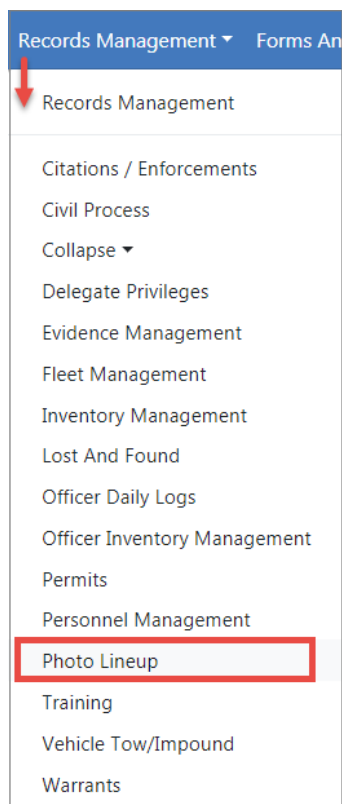 Records Management Forms An
Records Management
Citations / Enforcements
Civil Process
Collapse
Delegate Privileges
Evidence Management
Fleet Management
Inventory Management
Lost And Found
Officer Daily Logs
Officer Inventory Management
Permits
Personnel Management
Photo Lineup
Training
Vehicle Tow/Impound
Warrants